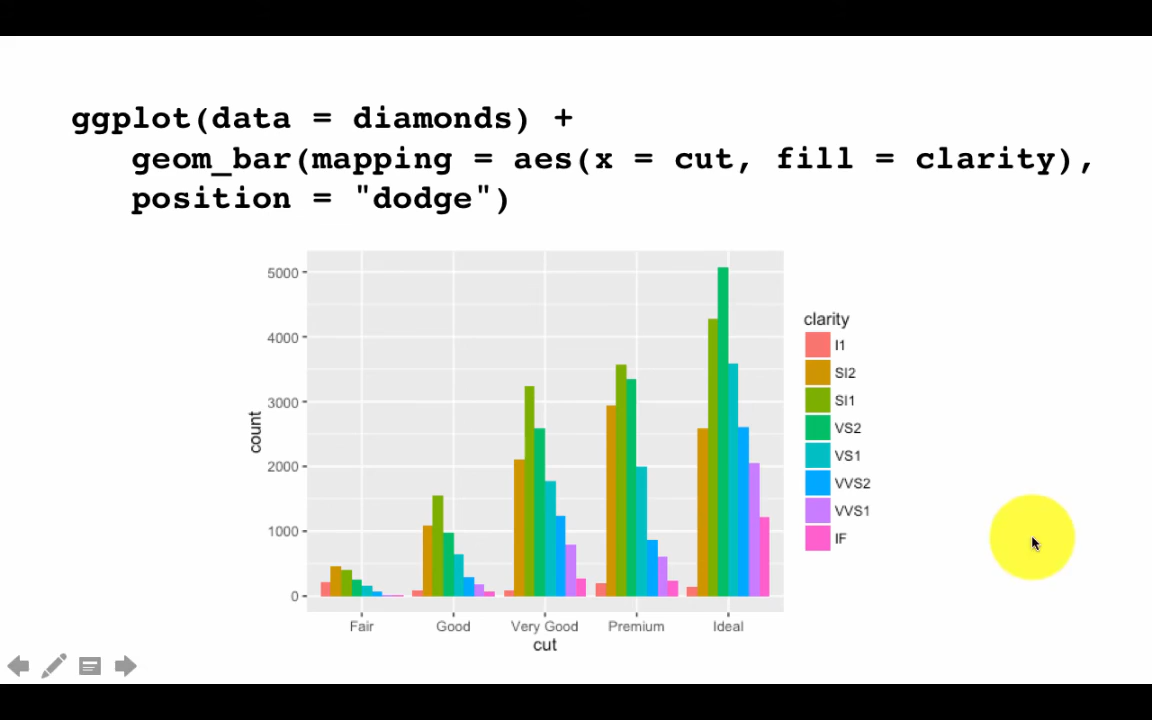 ggplot(data = diamonds) +
geom_bar(mapping = aes(x = cut, fill = clarity),
position = "dodge")
5000
4000
3000
2000
1000
0
count
Fair Good Very Good Premium Ideal
cut
clarity
I1
SI2
SI1
VS2
VS1
VVS2
VVS1
IF